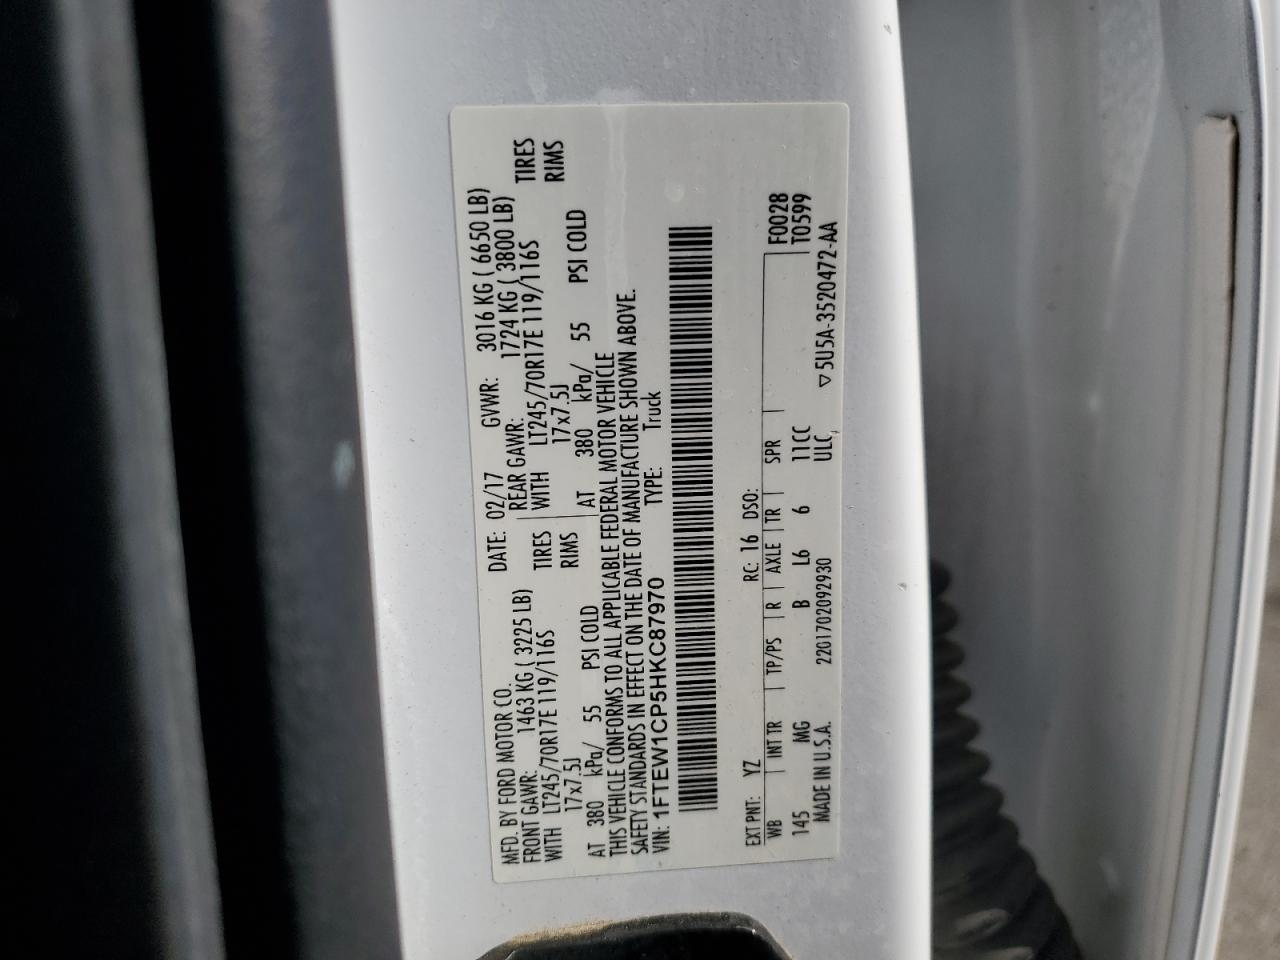 MFD. BY FORD MOTOR CO. DATE: 02/17 GVWR: 3016 KG ( 6650 LB)
FRONT GAWR: 1463 KG ( 3225 LB) REAR GAWR: 1724 KG ( 3800 LB)
WITH LT245/70R17E 119/116S TIRES WITH LT245/70R17E 119/116S TIRES
17x7.5J RIMS 17x7.5J RIMS
AT 380 kPa/ 55 PSI COLD AT 380 kPa/ 55 PSI COLD
THIS VEHICLE CONFORMS TO ALL APPLICABLE FEDERAL MOTOR VEHICLE
SAFETY STANDARDS IN EFFECT ON THE DATE OF MANUFACTURE SHOWN ABOVE.
VIN: 1FTEW1CP5HKC87970 TYPE: Truck
EXT PNT: YZ RC: 16 DSO:
WB INT TR TP/PS R AXLE TR SPR F0028
145 MG B L6 6 11CC T0599
MADE IN U.S.A. 2201702092930 ULC ▽5U5A-3520472-AA